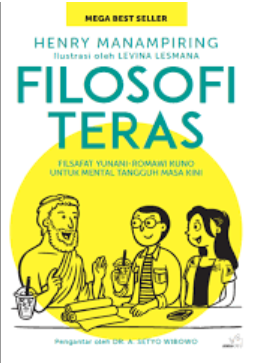 MEGA BEST SELLER
HENRY MANAMPIRING
Ilustrasi oleh LEVINA LESMANA
FILOSOFI
TERAS
FILSAFAT YUNANI-ROMAWI KUNO
UNTUK MENTAL TANGGUH MASA KINI
Pengantar oleh DR. A. SETYO WIBOWO